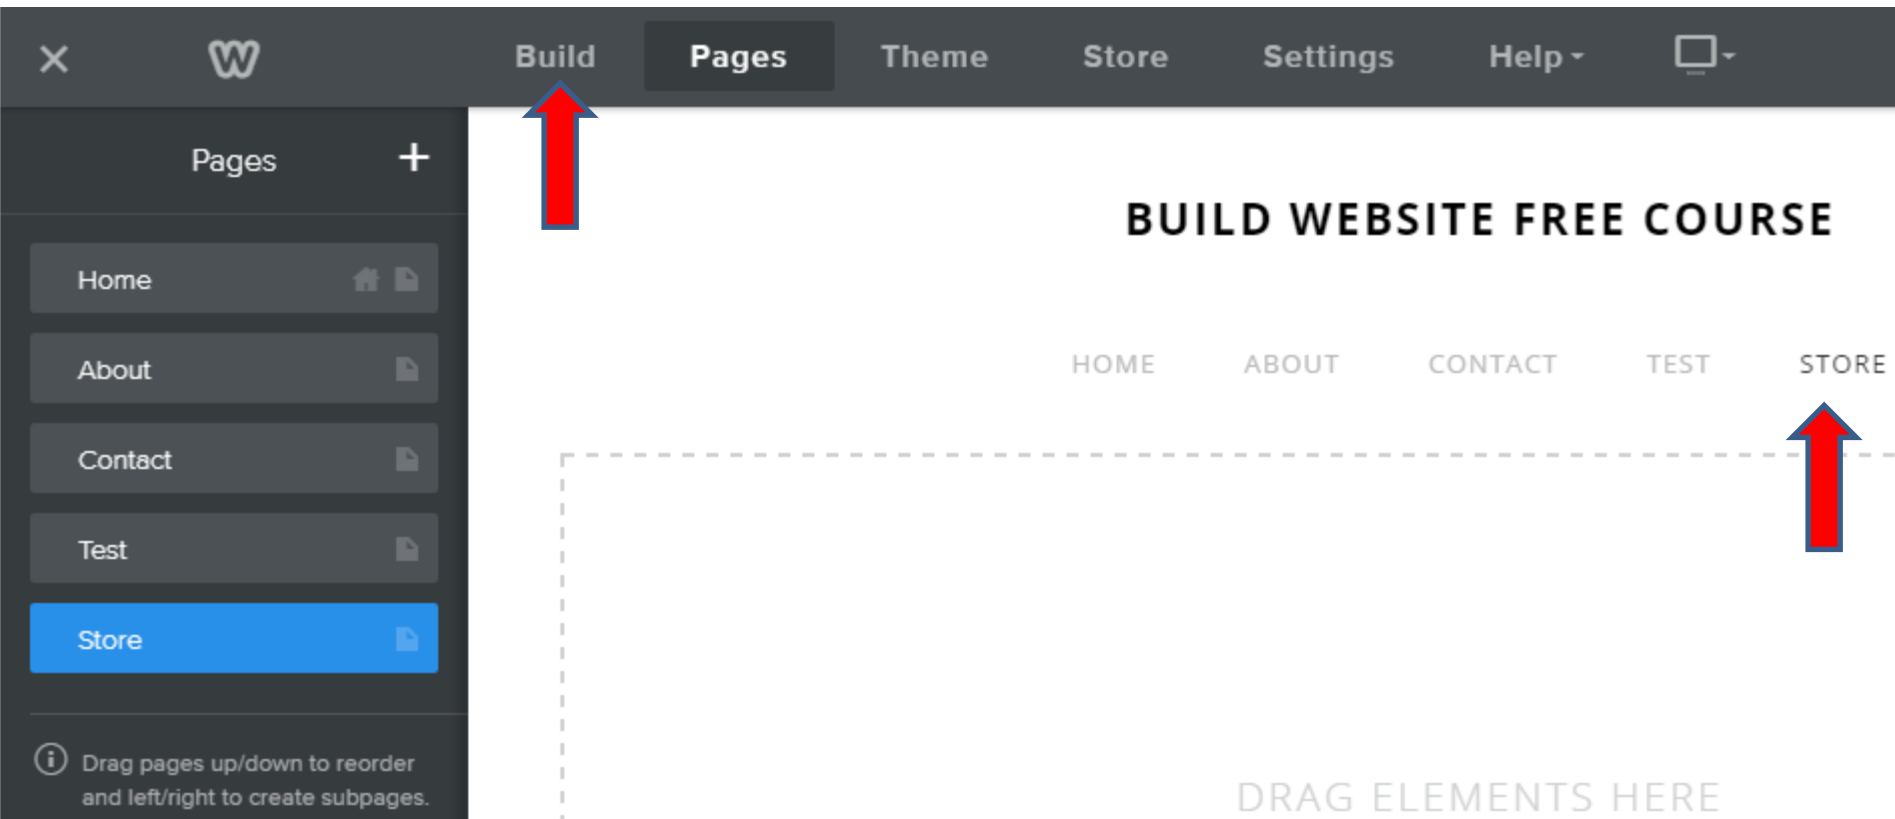 Build Pages Theme Store Settings Help
Pages +
Home
About
Contact
Test
Store
Drag pages up/down to reorder
and left/right to create subpages.
BUILD WEBSITE FREE COURSE
HOME ABOUT CONTACT TEST STORE
DRAG ELEMENTS HERE